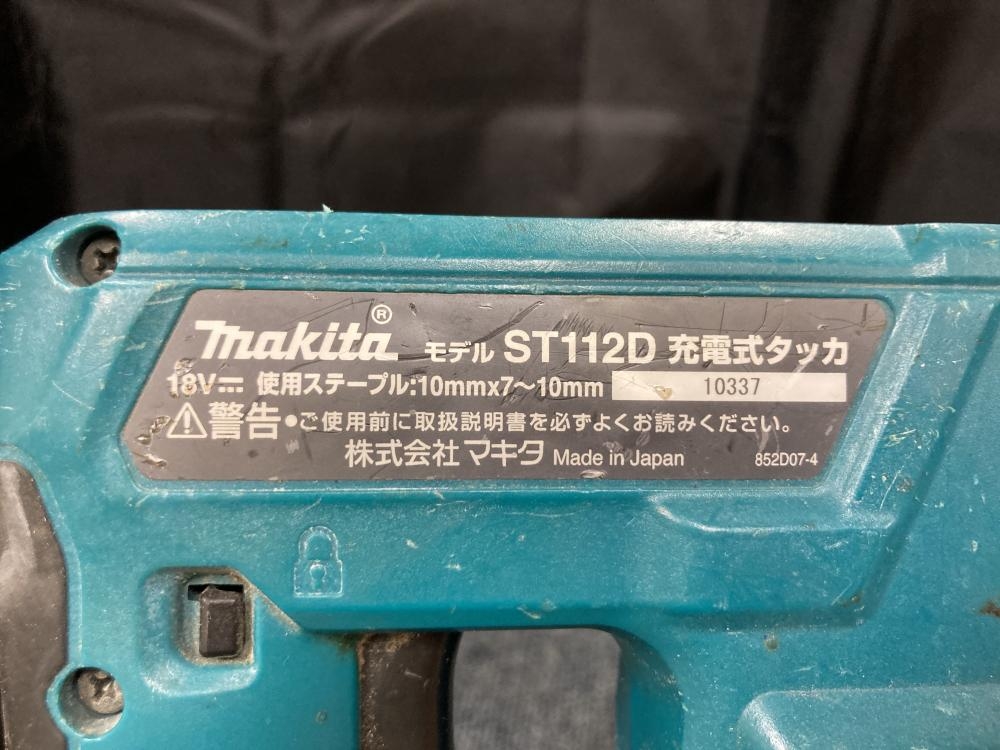 makita® モデル ST112D 充電式タッカ
18V⎓ 使用ステープル:10mmx7～10mm 10337
⚠警告●ご使用前に取扱説明書を必ずよくお読みください。
株式会社 マキタ Made in Japan 852D07-4